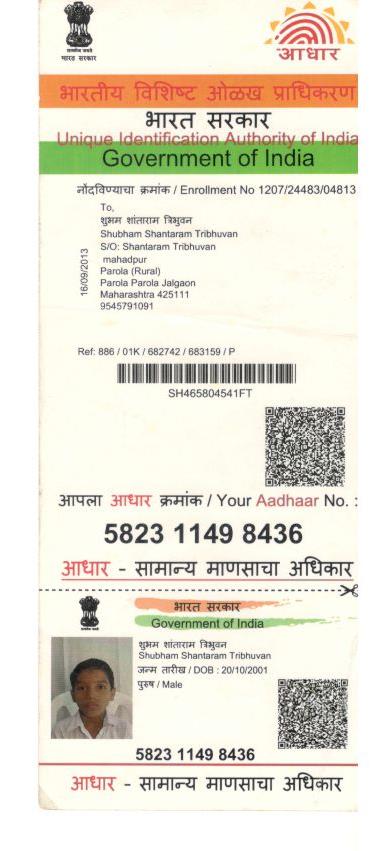 सत्यमेव जयते
भारत सरकार
आधार
भारतीय विशिष्ट ओळख प्राधिकरण
भारत सरकार
Unique Identification Authority of India
Government of India
नोंदविण्याचा क्रमांक / Enrollment No 1207/24483/04813
16/09/2013
To,
शुभम शांताराम त्रिभुवन
Shubham Shantaram Tribhuvan
S/O: Shantaram Tribhuvan
mahadpur
Parola (Rural)
Parola Parola Jalgaon
Maharashtra 425111
9545791091
Ref: 886 / 01K / 682742 / 683159 / P
SH465804541FT
आपला आधार क्रमांक / Your Aadhaar No. :
5823 1149 8436
आधार - सामान्य माणसाचा अधिकार
भारत सरकार
Government of India
शुभम शांताराम त्रिभुवन
Shubham Shantaram Tribhuvan
जन्म तारीख / DOB : 20/10/2001
पुरुष / Male
5823 1149 8436
आधार - सामान्य माणसाचा अधिकार